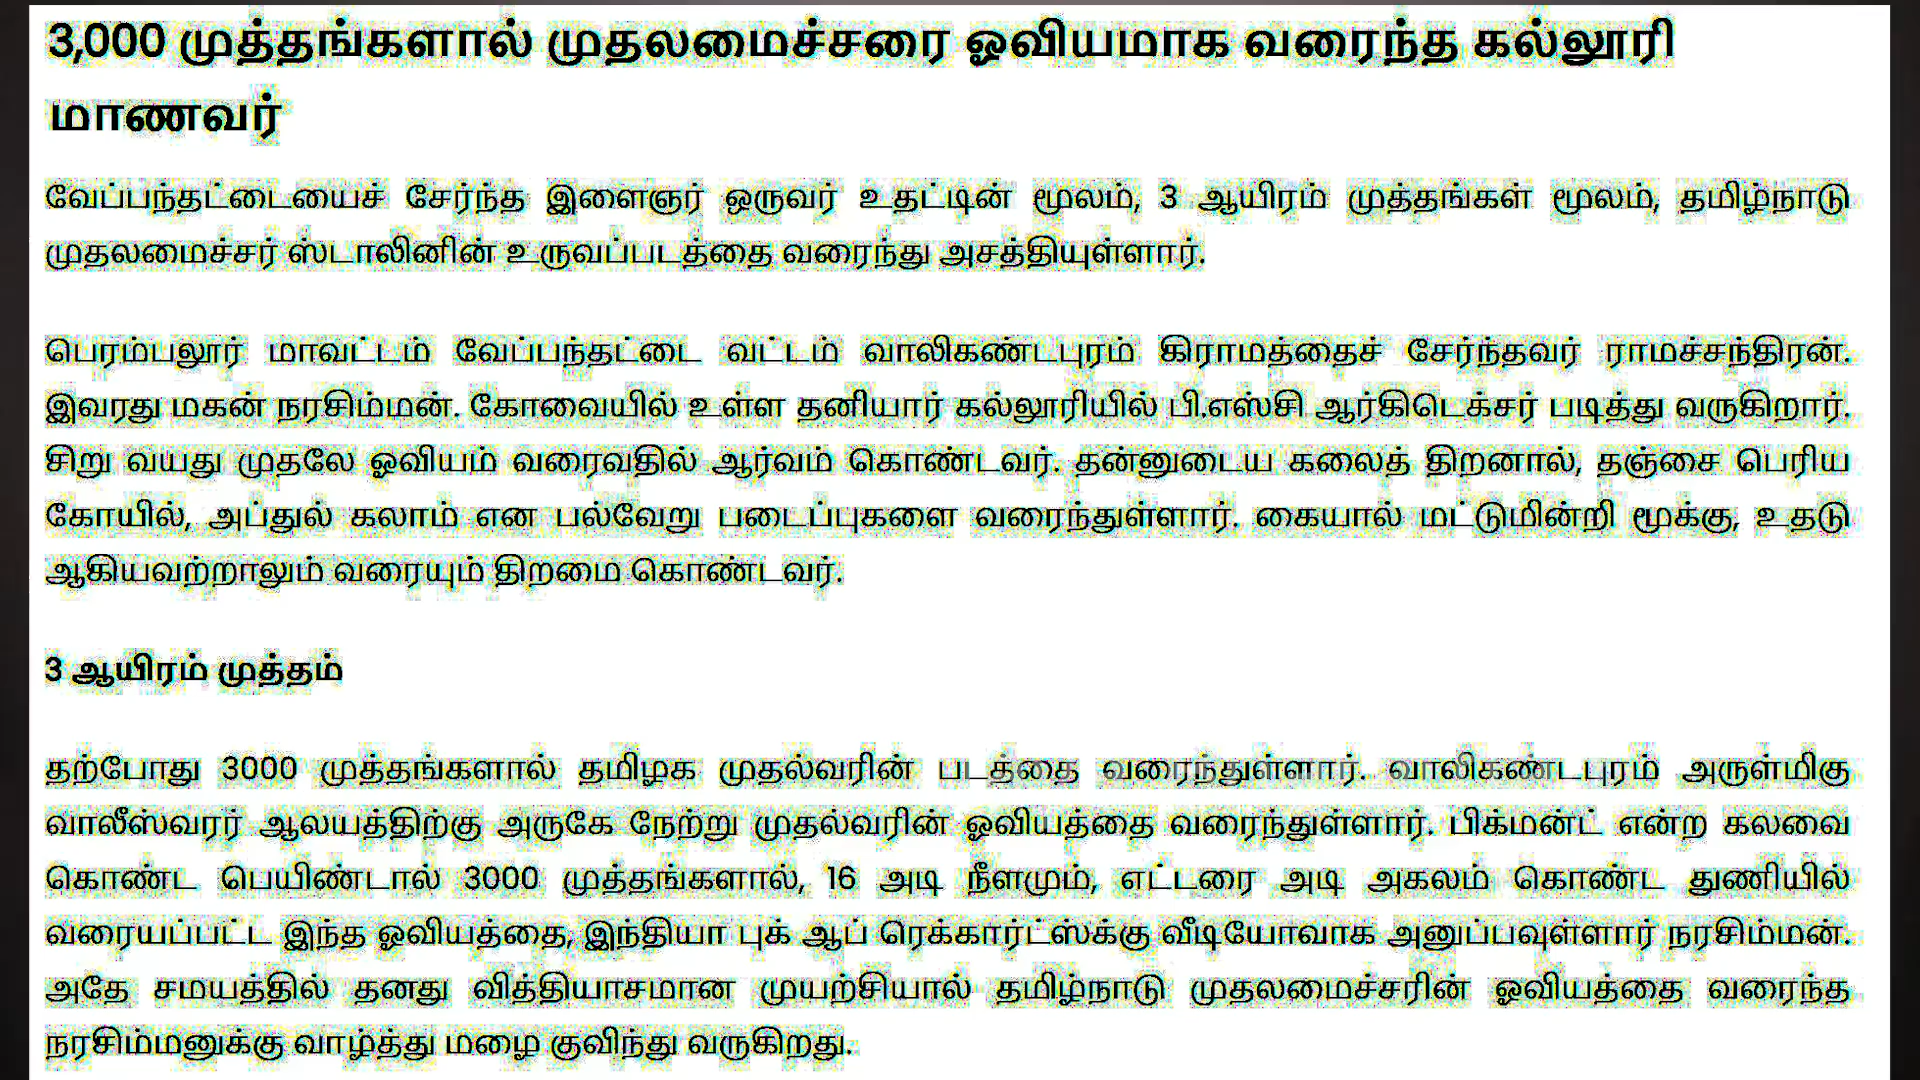 3,000 முத்தங்களால் முதலமைச்சரை ஓவியமாக வரைந்த கல்லூரி
மாணவர்
வேப்பந்தட்டையைச் சேர்ந்த இளைஞர் ஒருவர் உதட்டின் மூலம், 3 ஆயிரம் முத்தங்கள் மூலம், தமிழ்நாடு
முதலமைச்சர் ஸ்டாலினின் உருவப்படத்தை வரைந்து அசத்தியுள்ளார்.
பெரம்பலூர் மாவட்டம் வேப்பந்தட்டை வட்டம் வாலிகண்டபுரம் கிராமத்தைச் சேர்ந்தவர் ராமச்சந்திரன்.
இவரது மகன் நரசிம்மன். கோவையில் உள்ள தனியார் கல்லூரியில் பி.எஸ்சி ஆர்கிடெக்சர் படித்து வருகிறார்.
சிறு வயது முதலே ஓவியம் வரைவதில் ஆர்வம் கொண்டவர். தன்னுடைய கலைத் திறனால், தஞ்சை பெரிய
கோயில், அப்துல் கலாம் என பல்வேறு படைப்புகளை வரைந்துள்ளார். கையால் மட்டுமின்றி மூக்கு, உதடு
ஆகியவற்றாலும் வரையும் திறமை கொண்டவர்.
3 ஆயிரம் முத்தம்
தற்போது 3000 முத்தங்களால் தமிழக முதல்வரின் படத்தை வரைந்துள்ளார். வாலிகண்டபுரம் அருள்மிகு
வாலீஸ்வரர் ஆலயத்திற்கு அருகே நேற்று முதல்வரின் ஓவியத்தை வரைந்துள்ளார். பிக்மன்ட் என்ற கலவை
கொண்ட பெயிண்டால் 3000 முத்தங்களால், 16 அடி நீளமும், எட்டரை அடி அகலம் கொண்ட துணியில்
வரையப்பட்ட இந்த ஓவியத்தை, இந்தியா புக் ஆப் ரெக்கார்ட்ஸ்க்கு வீடியோவாக அனுப்பவுள்ளார் நரசிம்மன்.
அதே சமயத்தில் தனது வித்தியாசமான முயற்சியால் தமிழ்நாடு முதலமைச்சரின் ஓவியத்தை வரைந்த
நரசிம்மனுக்கு வாழ்த்து மழை குவிந்து வருகிறது.